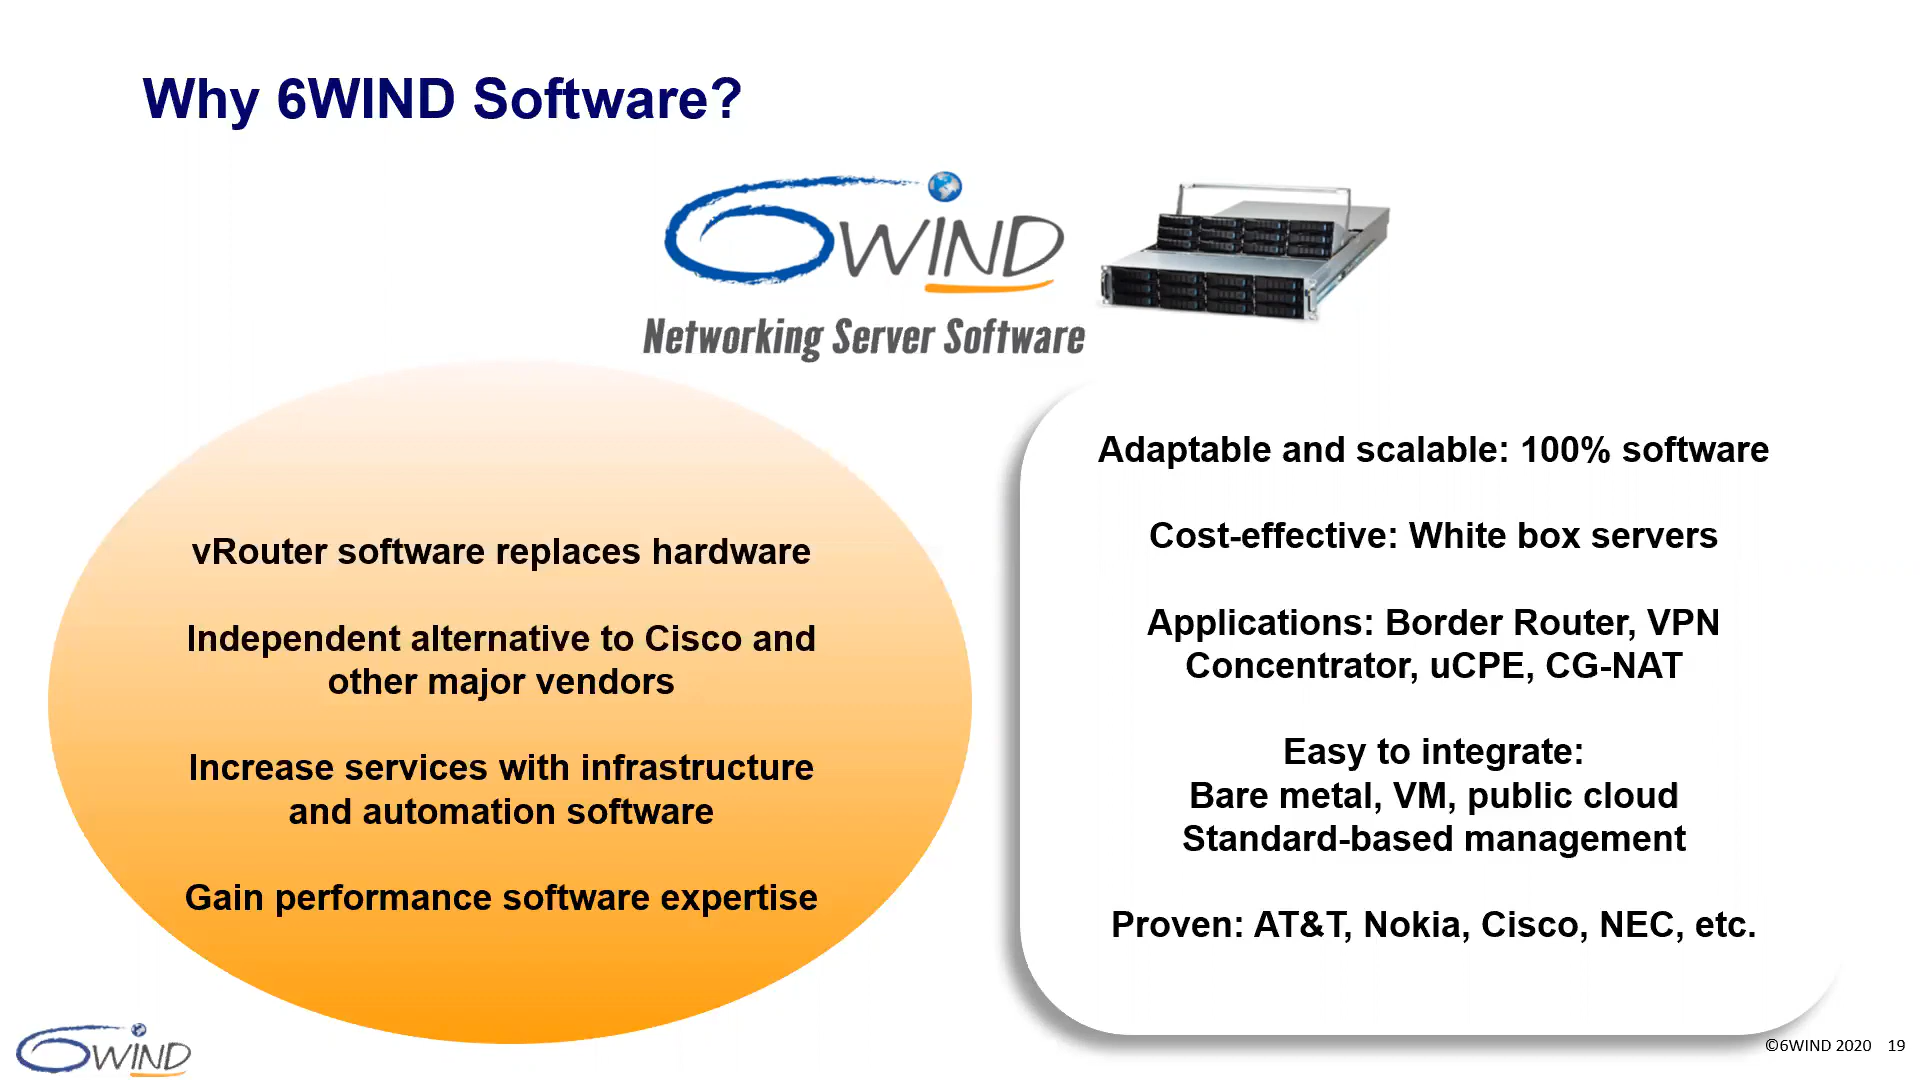 Why 6WIND Software?
6WIND
Networking Server Software
vRouter software replaces hardware
Independent alternative to Cisco and
other major vendors
Increase services with infrastructure
and automation software
Gain performance software expertise
Adaptable and scalable: 100% software
Cost-effective: White box servers
Applications: Border Router, VPN
Concentrator, uCPE, CG-NAT
Easy to integrate:
Bare metal, VM, public cloud
Standard-based management
Proven: AT&T, Nokia, Cisco, NEC, etc.
6WIND
©6WIND 2020 19